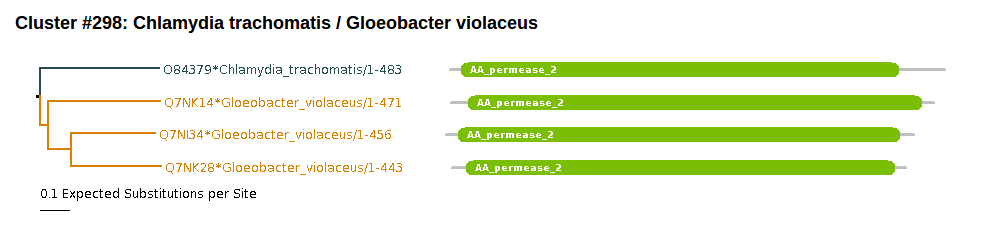 Cluster #298: Chlamydia trachomatis / Gloeobacter violaceus
O84379*Chlamydia_trachomatis/1-483 AA_permease_2
Q7NK14*Gloeobacter_violaceus/1-471 AA_permease_2
Q7NI34*Gloeobacter_violaceus/1-456 AA_permease_2
Q7NK28*Gloeobacter_violaceus/1-443 AA_permease_2
0.1 Expected Substitutions per Site